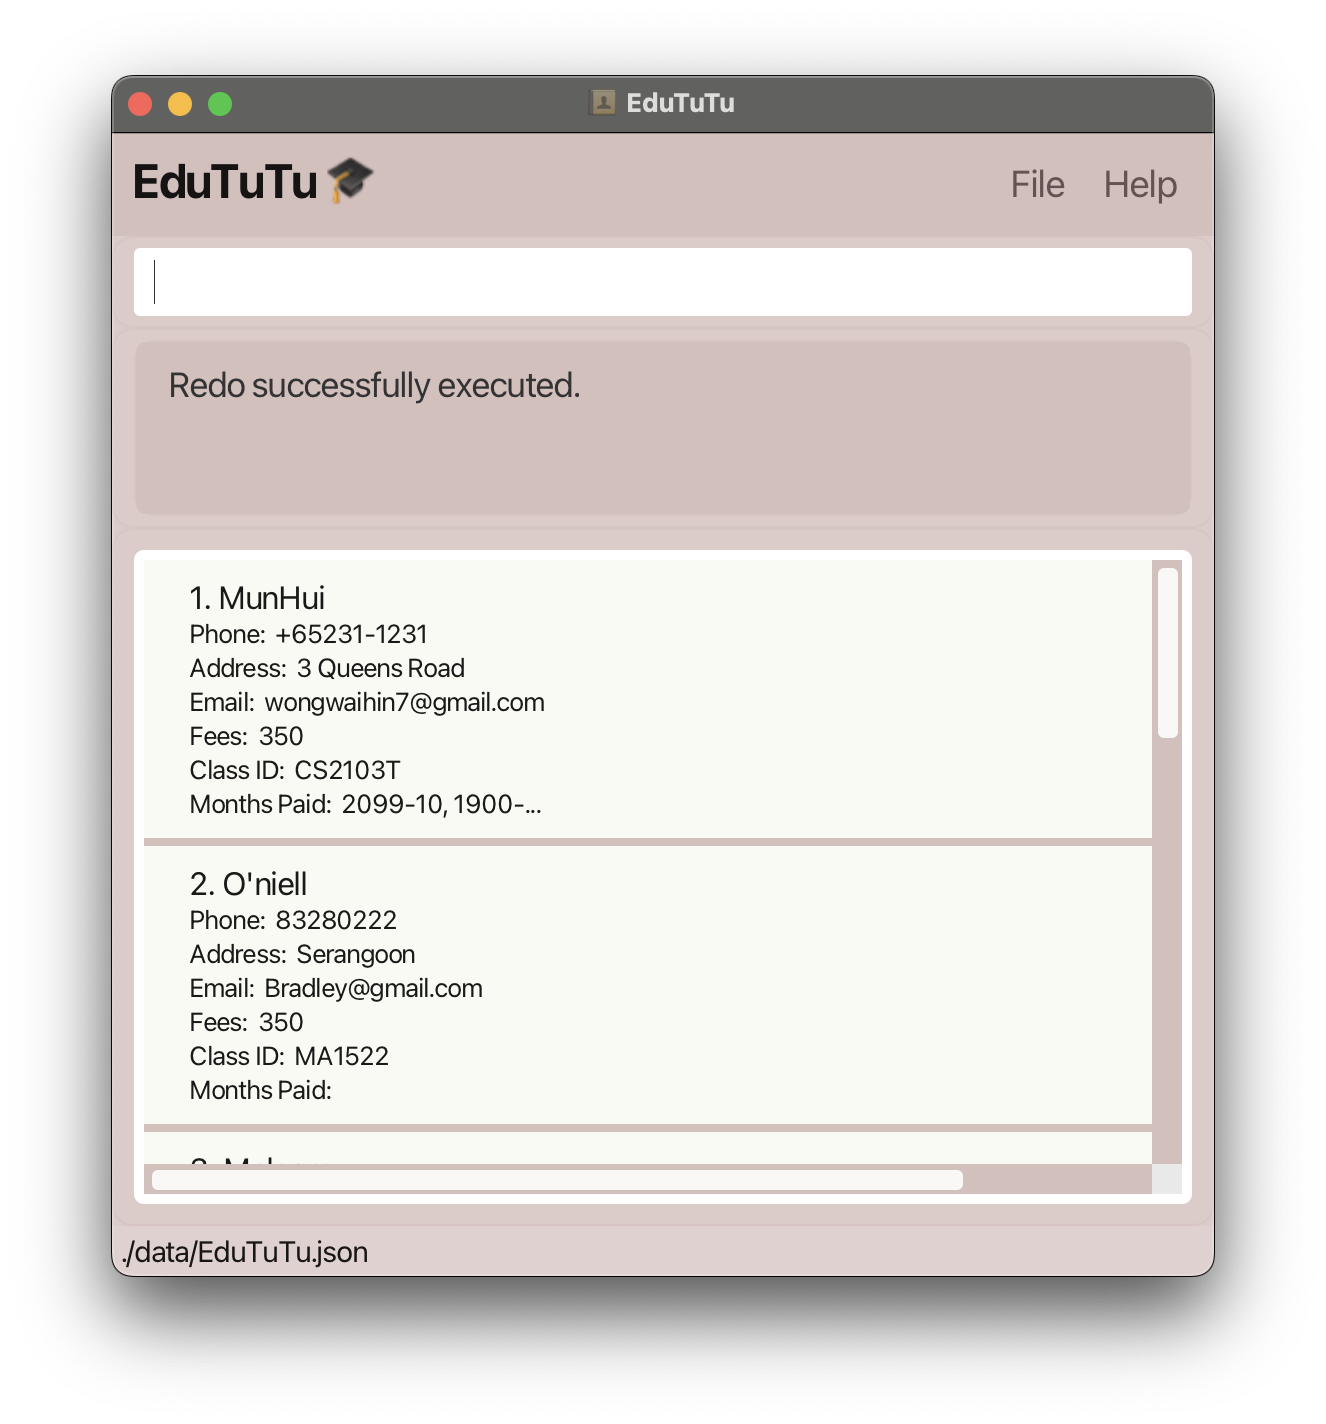 EduTuTu
EduTuTu
File Help
Redo successfully executed.
1. MunHui
Phone: +65231-1231
Address: 3 Queens Road
Email: wongwaihin7@gmail.com
Fees: 350
Class ID: CS2103T
Months Paid: 2099-10, 1900-...
2. O'niell
Phone: 83280222
Address: Serangoon
Email: Bradley@gmail.com
Fees: 350
Class ID: MA1522
Months Paid:
./data/EduTuTu.json